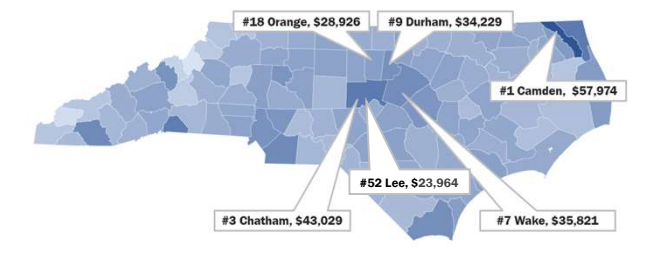 #18 Orange, $28,926
#9 Durham, $34,229
#1 Camden, $57,974
#52 Lee, $23,964
#3 Chatham, $43,029
#7 Wake, $35,821